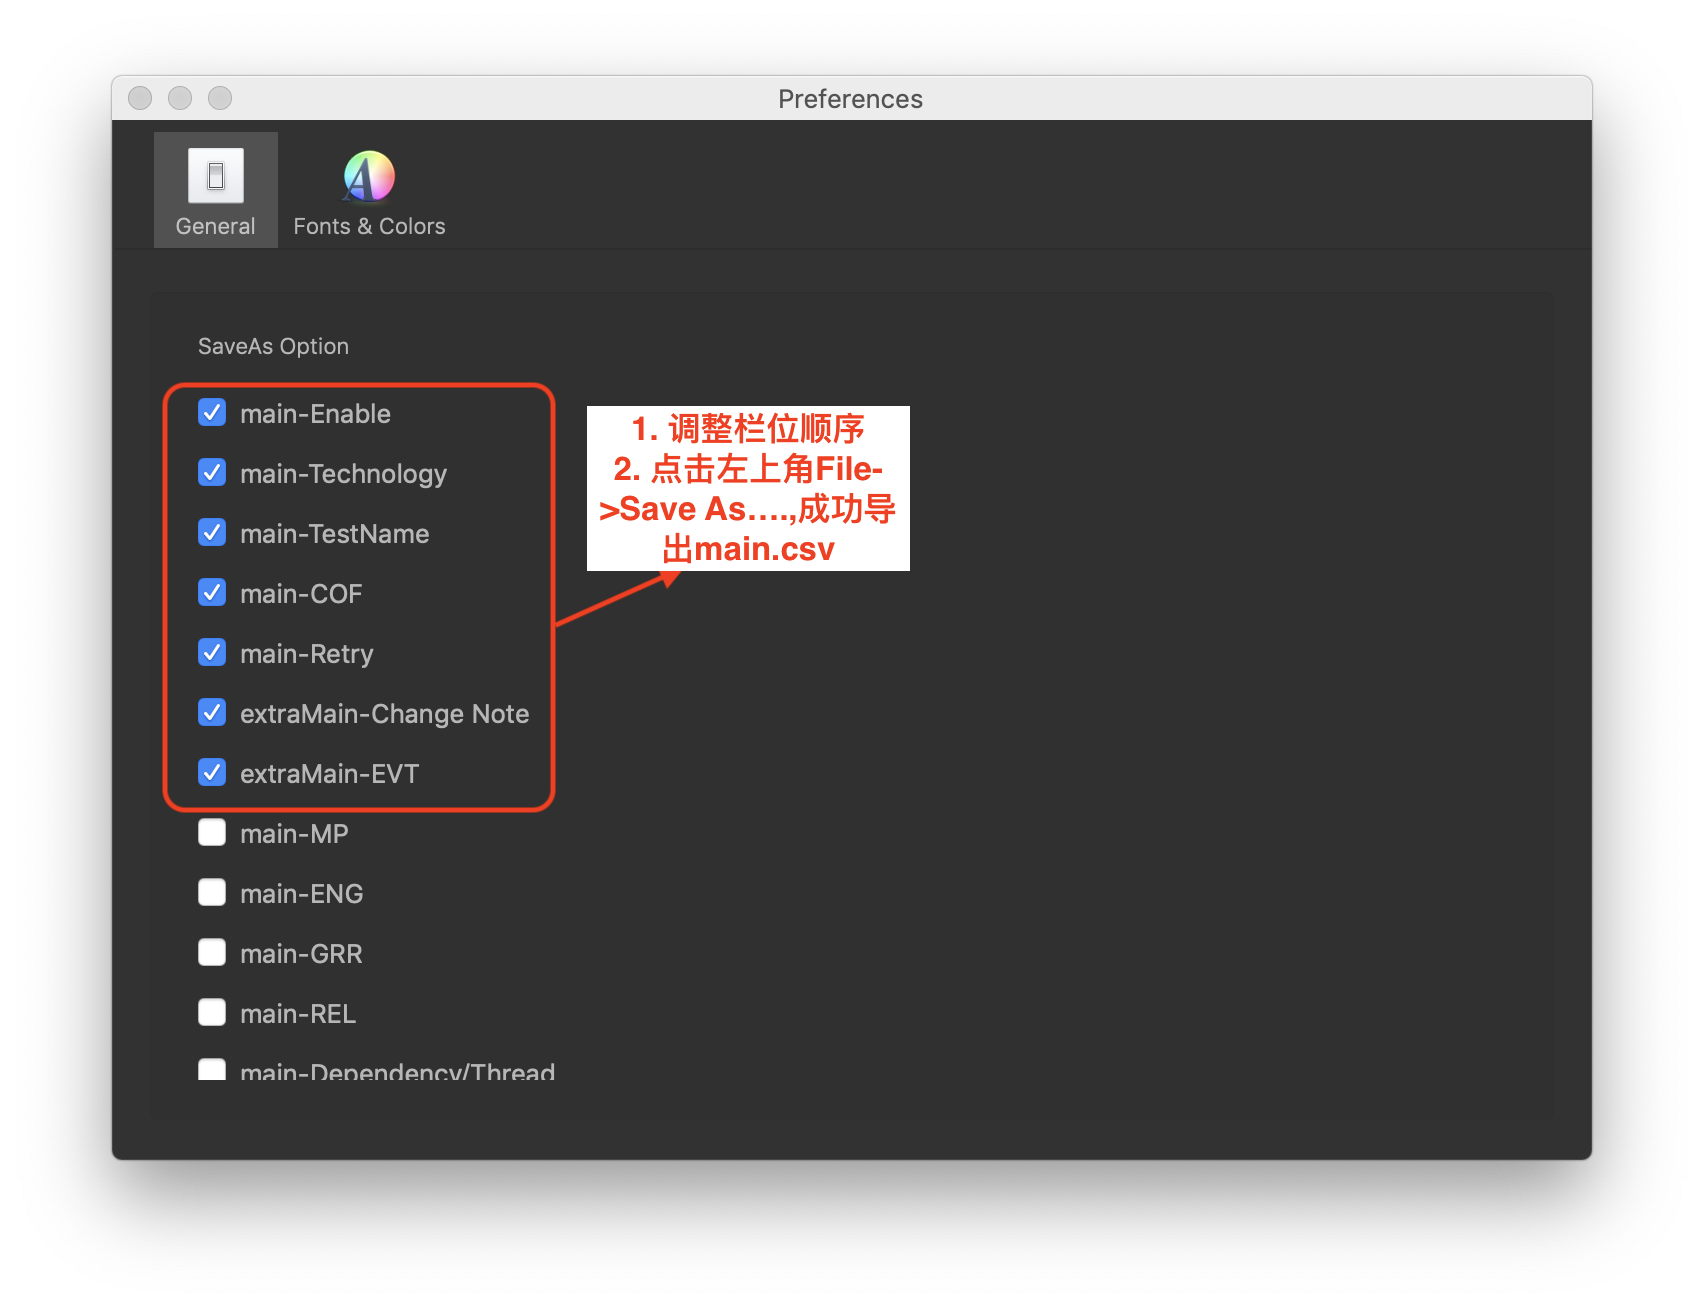 Preferences
General
Fonts & Colors
SaveAs Option
main-Enable
main-Technology
main-TestName
main-COF
main-Retry
extraMain-Change Note
extraMain-EVT
main-MP
main-ENG
main-GRR
main-REL
main-Dependency/Thread
1. 调整栏位顺序
2. 点击左上角File-
>Save As....,成功导
出main.csv